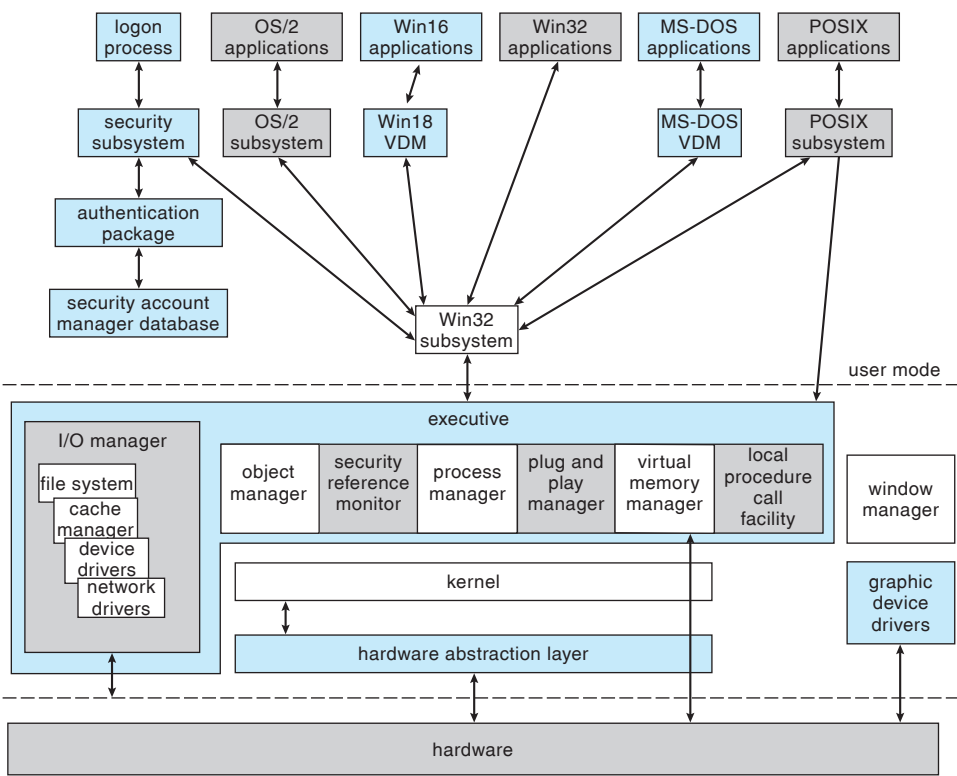 logon
process
OS/2
applications
Win16
applications
Win32
applications
MS-DOS
applications
POSIX
applications
security
subsystem
OS/2
subsystem
Win18
VDM
MS-DOS
VDM
POSIX
subsystem
authentication
package
security account
manager database
Win32
subsystem
user mode
executive
I/O manager
file system
cache
manager
device
drivers
network
drivers
object
manager
security
reference
monitor
process
manager
plug and
play
manager
virtual
memory
manager
local
procedure
call
facility
window
manager
kernel
graphic
device
drivers
hardware abstraction layer
hardware